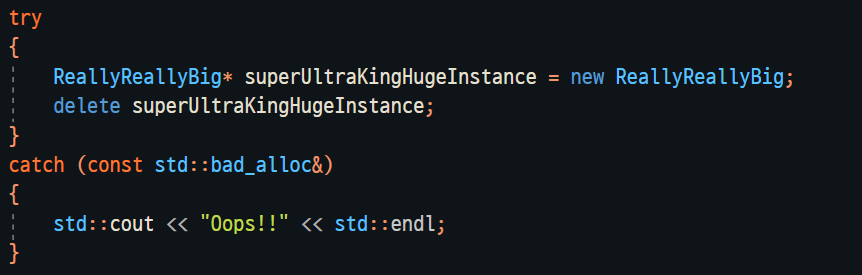 try
{
    ReallyReallyBig* superUltraKingHugeInstance = new ReallyReallyBig;
    delete superUltraKingHugeInstance;
}
catch (const std::bad_alloc&)
{
    std::cout << "Oops!!" << std::endl;
}